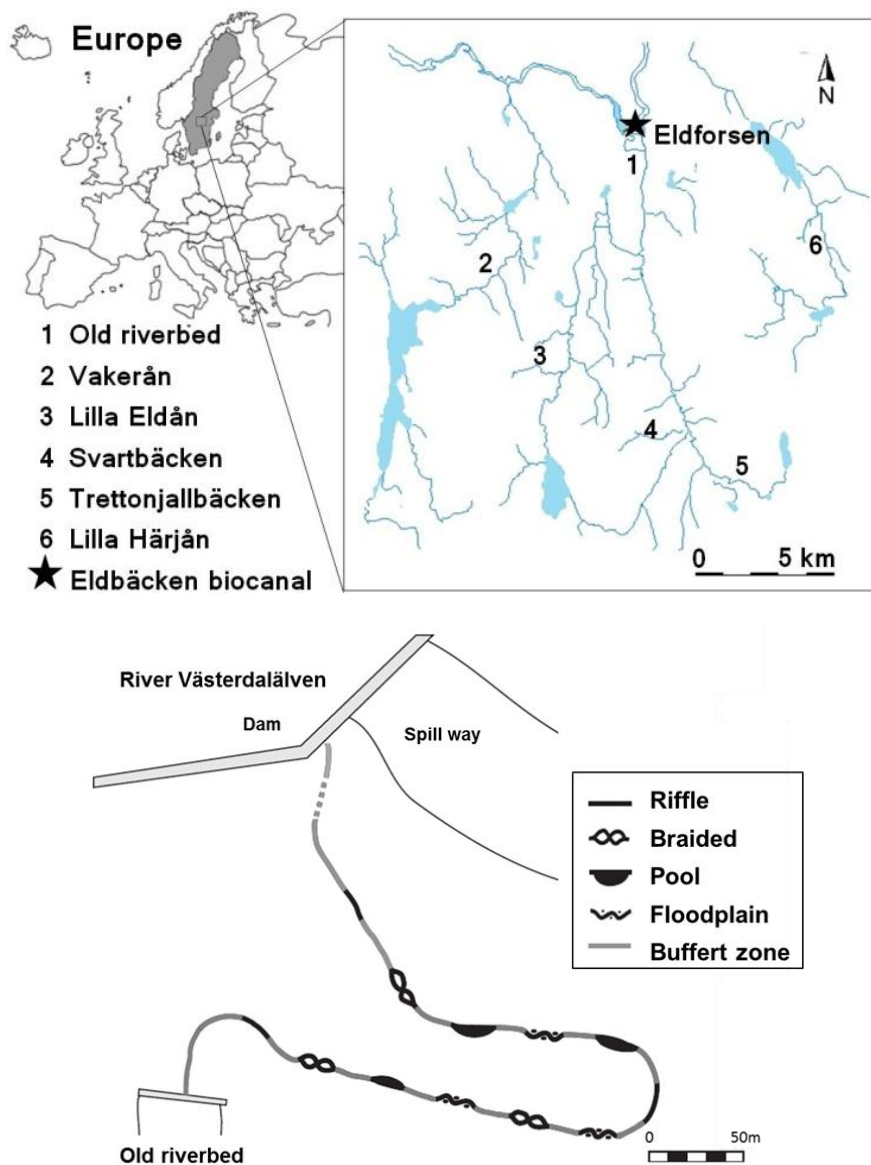 Europe
N
Eldforsen
1
2
3
4
5
6
0 5 km
1 Old riverbed
2 Vakerån
3 Lilla Eldån
4 Svartbäcken
5 Trettonjallbäcken
6 Lilla Härjån
Eldbäcken biocanal
River Västerdalälven
Dam
Spill way
Riffle
Braided
Pool
Floodplain
Buffert zone
Old riverbed
0 50m